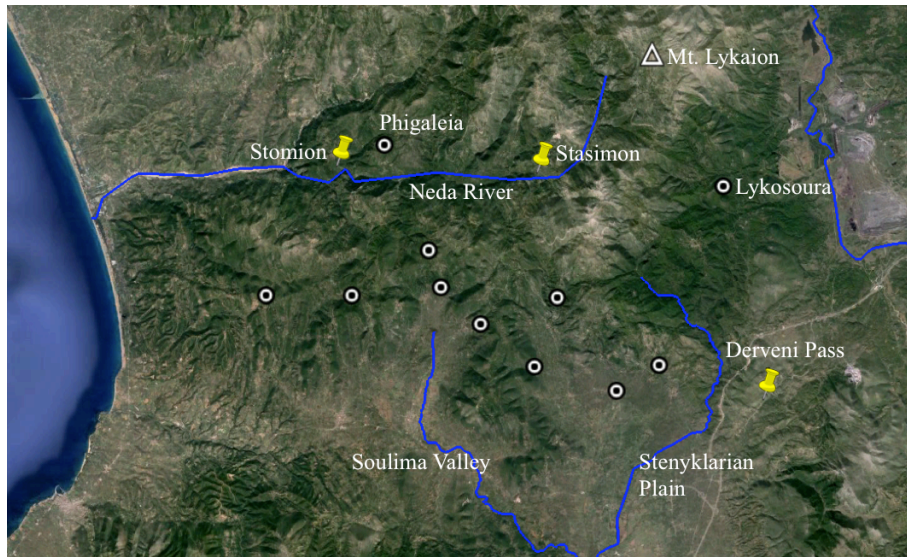 Mt. Lykaion
Phigaleia
Stomion
Stasimon
Neda River
Lykosoura
Derveni Pass
Soulima Valley
Stenyklarian
Plain